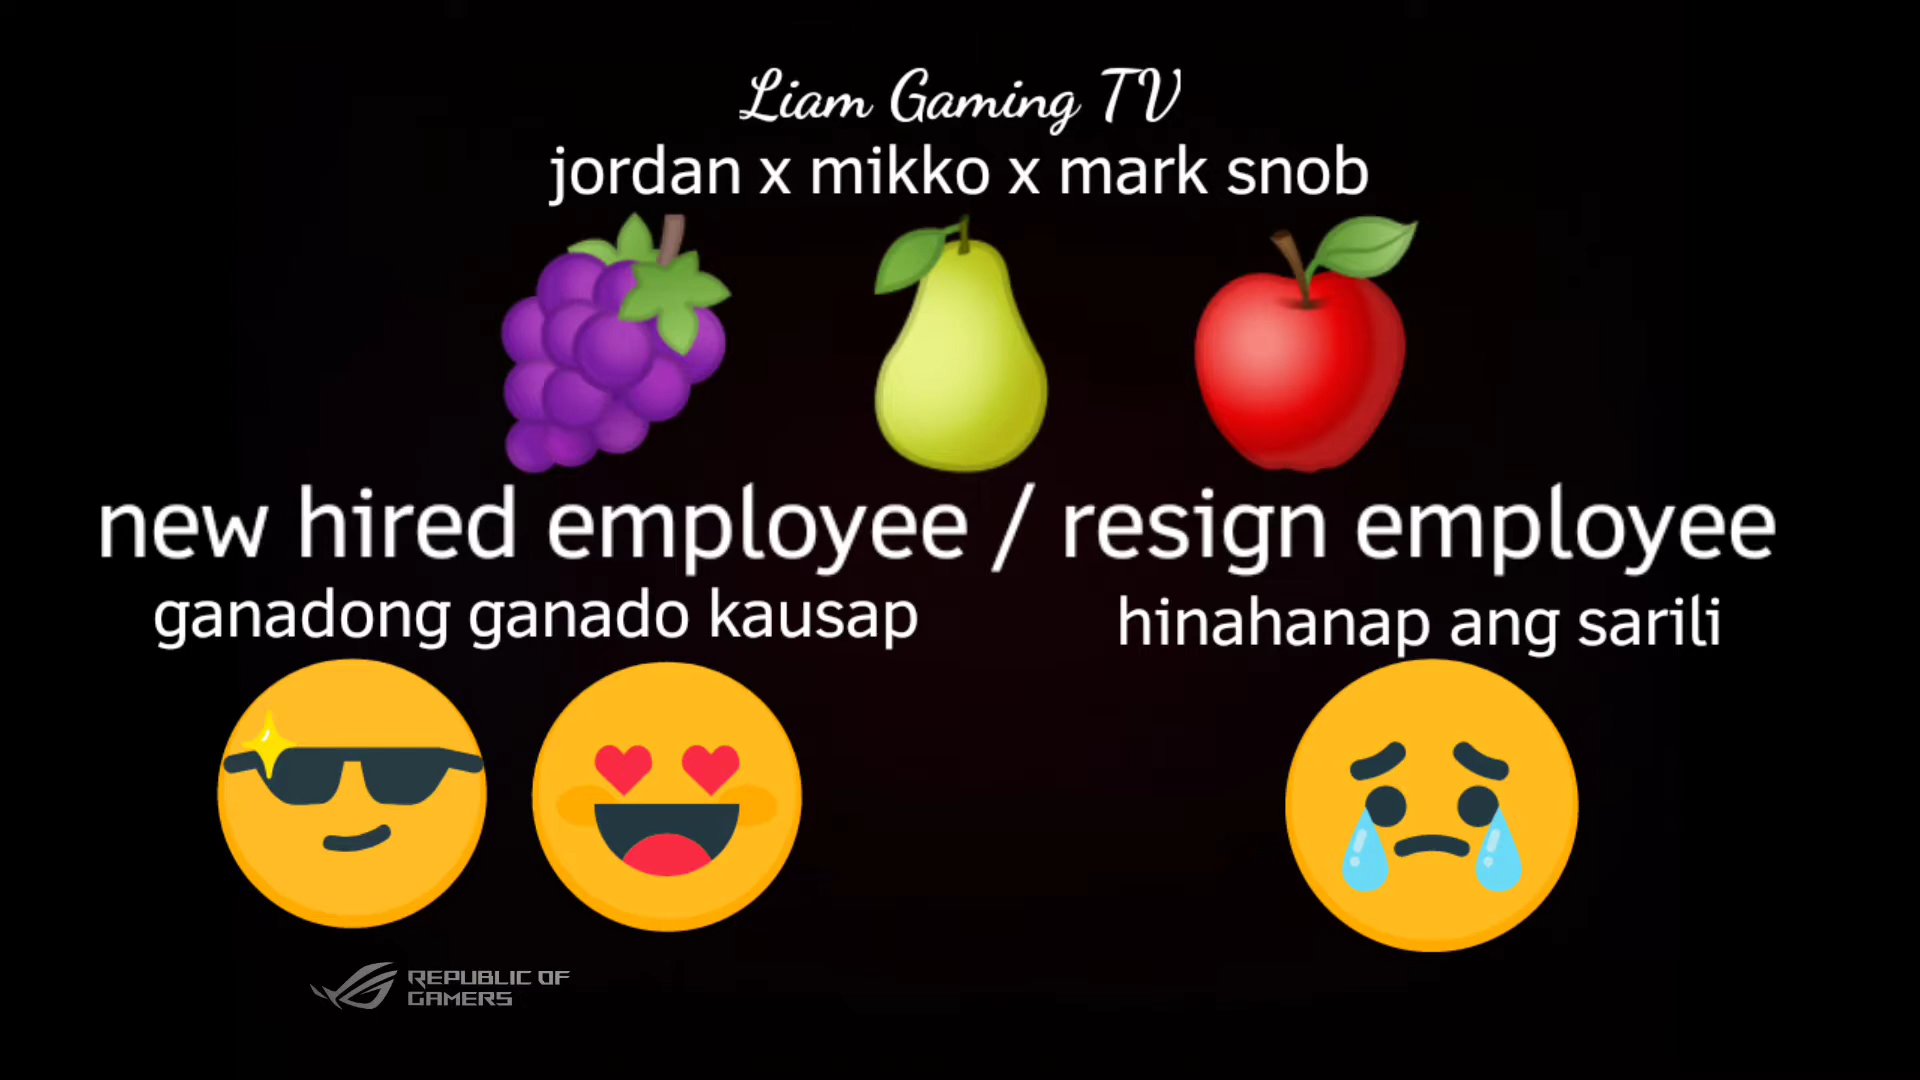 Liam Gaming TV
jordan x mikko x mark snob
new hired employee / resign employee
ganadong ganado kausap
hinahanap ang sarili
REPUBLIC OF
GAMERS